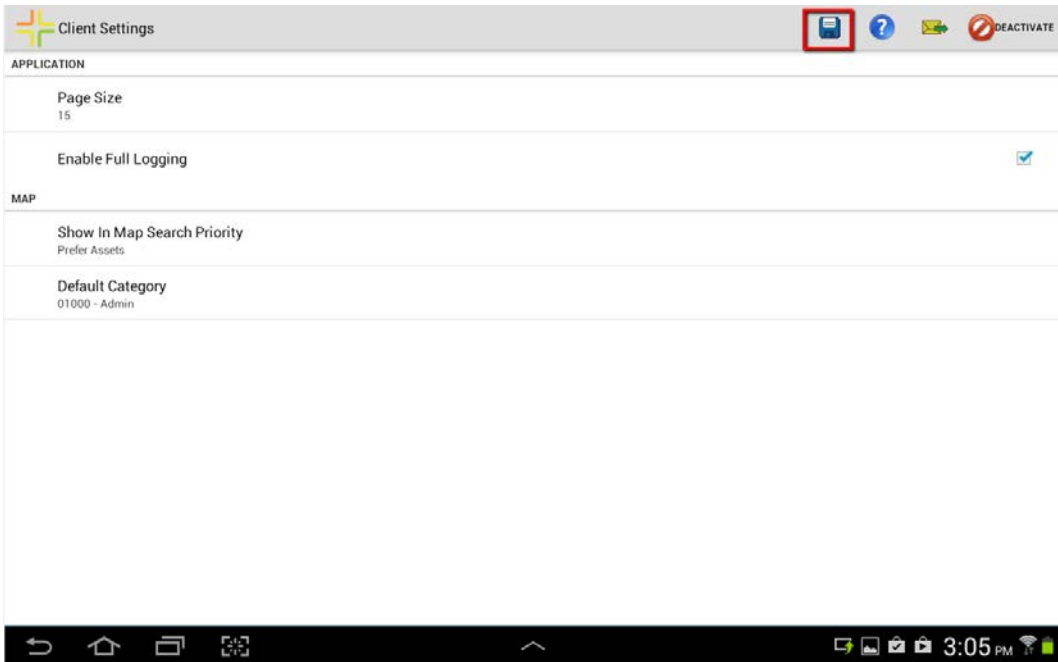 Client Settings
DEACTIVATE
APPLICATION
Page Size
15
Enable Full Logging
MAP
Show In Map Search Priority
Prefer Assets
Default Category
01000 - Admin
3:05 PM